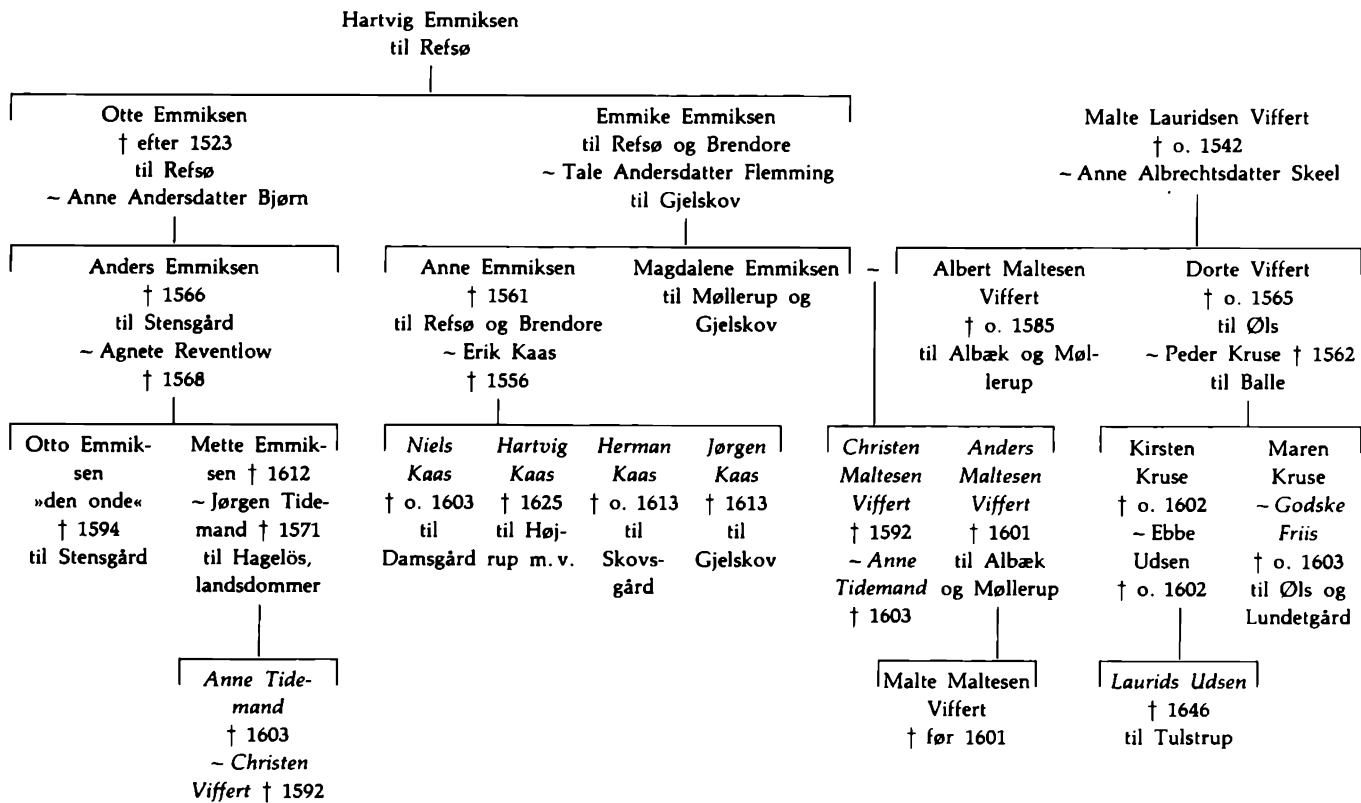 Hartvig Emmiksen
til Refsø
Otte Emmiksen
† efter 1523
til Refsø
~ Anne Andersdatter Bjørn
Emmike Emmiksen
til Refsø og Brendore
~ Tale Andersdatter Flemming
til Gjelskov
Malte Lauridsen Viffert
† o. 1542
~ Anne Albrechtsdatter Skeel
Anders Emmiksen
† 1566
til Stensgård
~ Agnete Reventlow
† 1568
Anne Emmiksen
† 1561
til Refsø og Brendore
~ Erik Kaas
† 1556
Magdalene Emmiksen
til Møllerup og
Gjelskov
~
Albert Maltesen
Viffert
† o. 1585
til Albæk og Møl-
lerup
Dorte Viffert
† o. 1565
til Øls
~ Peder Kruse † 1562
til Balle
Otto Emmik-
sen
»den onde«
† 1594
til Stensgård
Mette Emmik-
sen † 1612
~ Jørgen Tide-
mand † 1571
til Hagelös,
landsdommer
Niels
Kaas
† o. 1603
til
Damsgård
Hartvig
Kaas
† 1625
til Høj-
rup m. v.
Herman
Kaas
† o. 1613
til
Skovs-
gård
Jørgen
Kaas
† 1613
til
Gjelskov
Christen
Maltesen
Viffert
† 1592
~ Anne
Tidemand
† 1603
Anders
Maltesen
Viffert
† 1601
til Albæk
og Møllerup
Kirsten
Kruse
† o. 1602
~ Ebbe
Udsen
† o. 1602
Maren
Kruse
~ Godske
Friis
† o. 1603
til Øls og
Lundetgård
Anne Tide-
mand
† 1603
~ Christen
Viffert † 1592
Malte Maltesen
Viffert
† før 1601
Laurids Udsen
† 1646
til Tulstrup